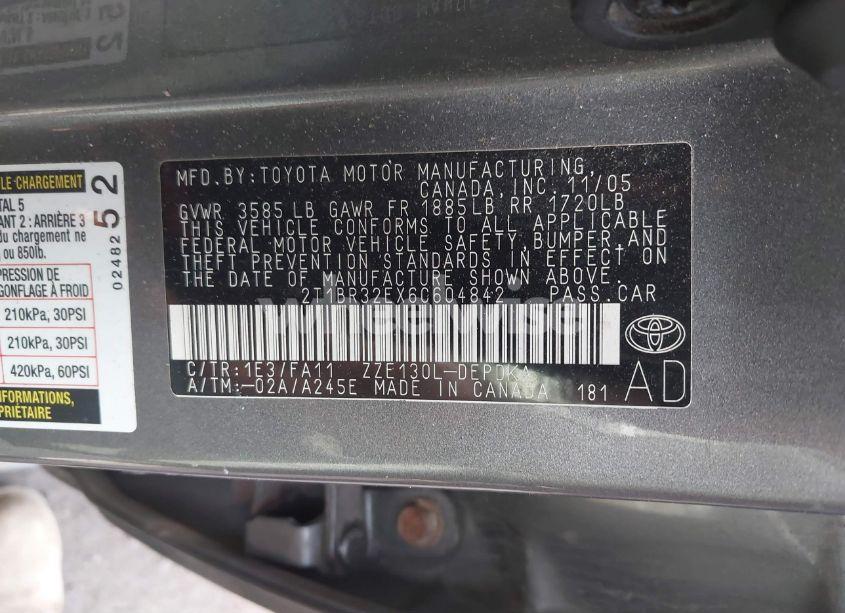 LE CHARGEMENT
TAL 5
ANT 2 : ARRIÈRE 3
du chargement ne
ou 850lb.
02482
52
PRESSION DE
GONFLAGE À FROID
210kPa, 30PSI
210kPa, 30PSI
420kPa, 60PSI
INFORMATIONS,
PRIÉTAIRE
MFD. BY: TOYOTA MOTOR MANUFACTURING,
CANADA, INC. 11/05
GVWR 3585 LB GAWR FR 1885LB RR 1720LB
THIS VEHICLE CONFORMS TO ALL APPLICABLE
FEDERAL MOTOR VEHICLE SAFETY, BUMPER, AND
THEFT PREVENTION STANDARDS IN EFFECT ON
THE DATE OF MANUFACTURE SHOWN ABOVE.
2T1BR32EX6C604842 PASS CAR
Wheelwise
C/TR: 1E3/FA11 ZZE130L-DEPDKA
A/TM: -02A/A245E MADE IN CANADA 181
AD